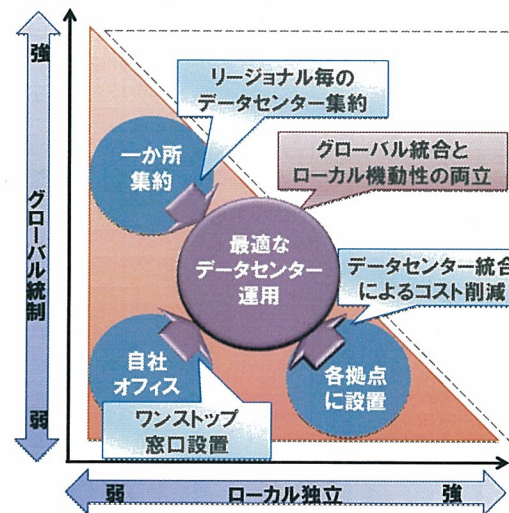 強
リージョナル毎の
データセンター集約
一か所
集約
グローバル統合と
ローカル機動性の両立
グローバル統制
最適な
データセンター
運用
データセンター統合
によるコスト削減
自社
オフィス
各拠点
に設置
ワンストップ
窓口設置
弱
弱
ローカル独立
強